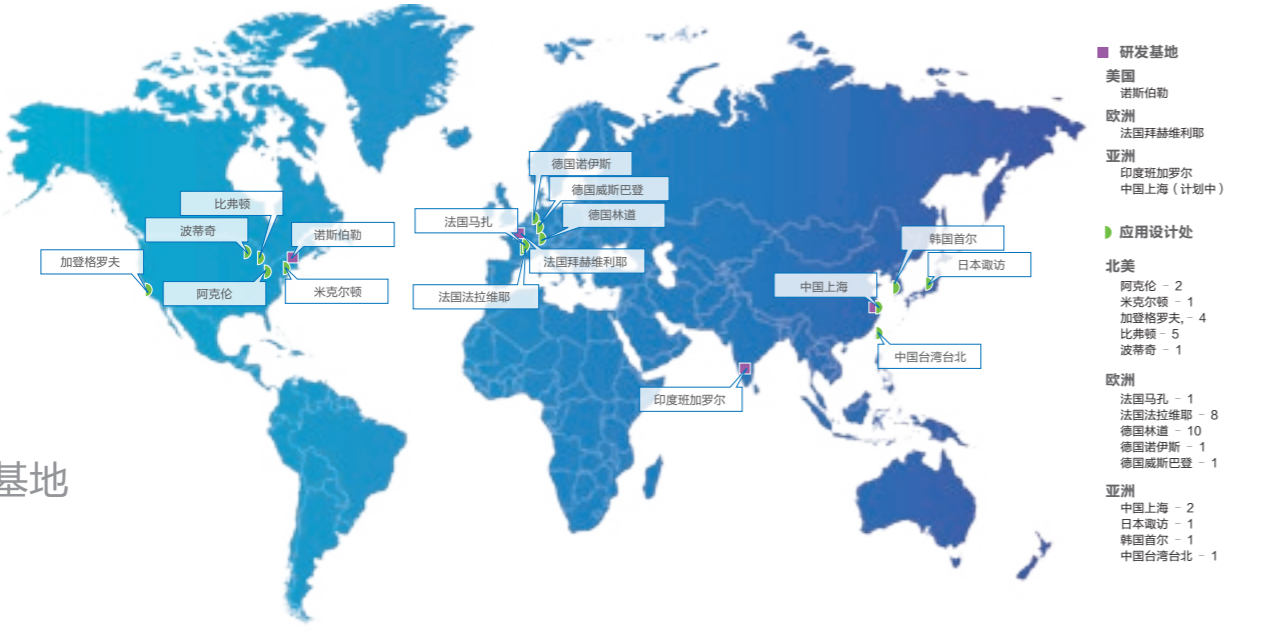 德国诺伊斯
德国威斯巴登
德国林道
法国马扎
法国拜赫维利耶
法国法拉维耶
比弗顿
波蒂奇
诺斯伯勒
加登格罗夫
阿克伦
米克尔顿
韩国首尔
日本诹访
中国上海
中国台湾台北
印度班加罗尔
基地
研发基地
美国
诺斯伯勒
欧洲
法国拜赫维利耶
亚洲
印度班加罗尔
中国上海（计划中）
应用设计处
北美
阿克伦 - 2
米克尔顿 - 1
加登格罗夫, - 4
比弗顿 - 5
波蒂奇 - 1
欧洲
法国马孔 - 1
法国法拉维耶 - 8
德国林道 - 10
德国诺伊斯 - 1
德国威斯巴登 - 1
亚洲
中国上海 - 2
日本诹访 - 1
韩国首尔 - 1
中国台湾台北 - 1